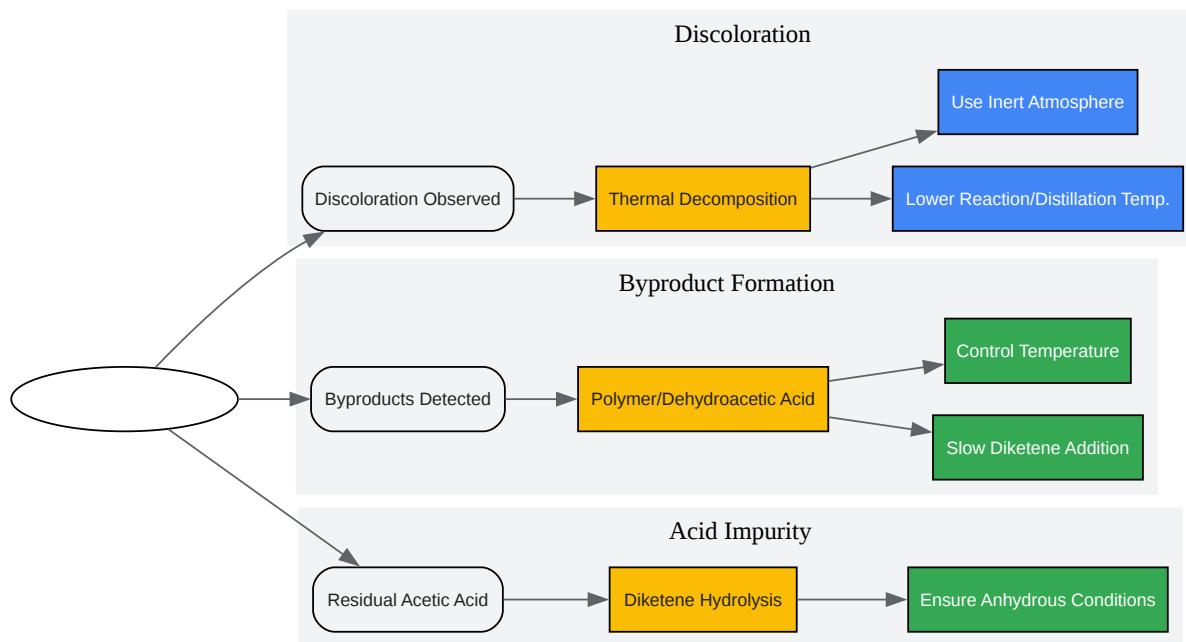 Discoloration
Use Inert Atmosphere
Discoloration Observed
Thermal Decomposition
Lower Reaction/Distillation Temp.
Byproduct Formation
Control Temperature
Byproducts Detected
Polymer/Dehydroacetic Acid
Slow Diketene Addition
Acid Impurity
Residual Acetic Acid
Diketene Hydrolysis
Ensure Anhydrous Conditions